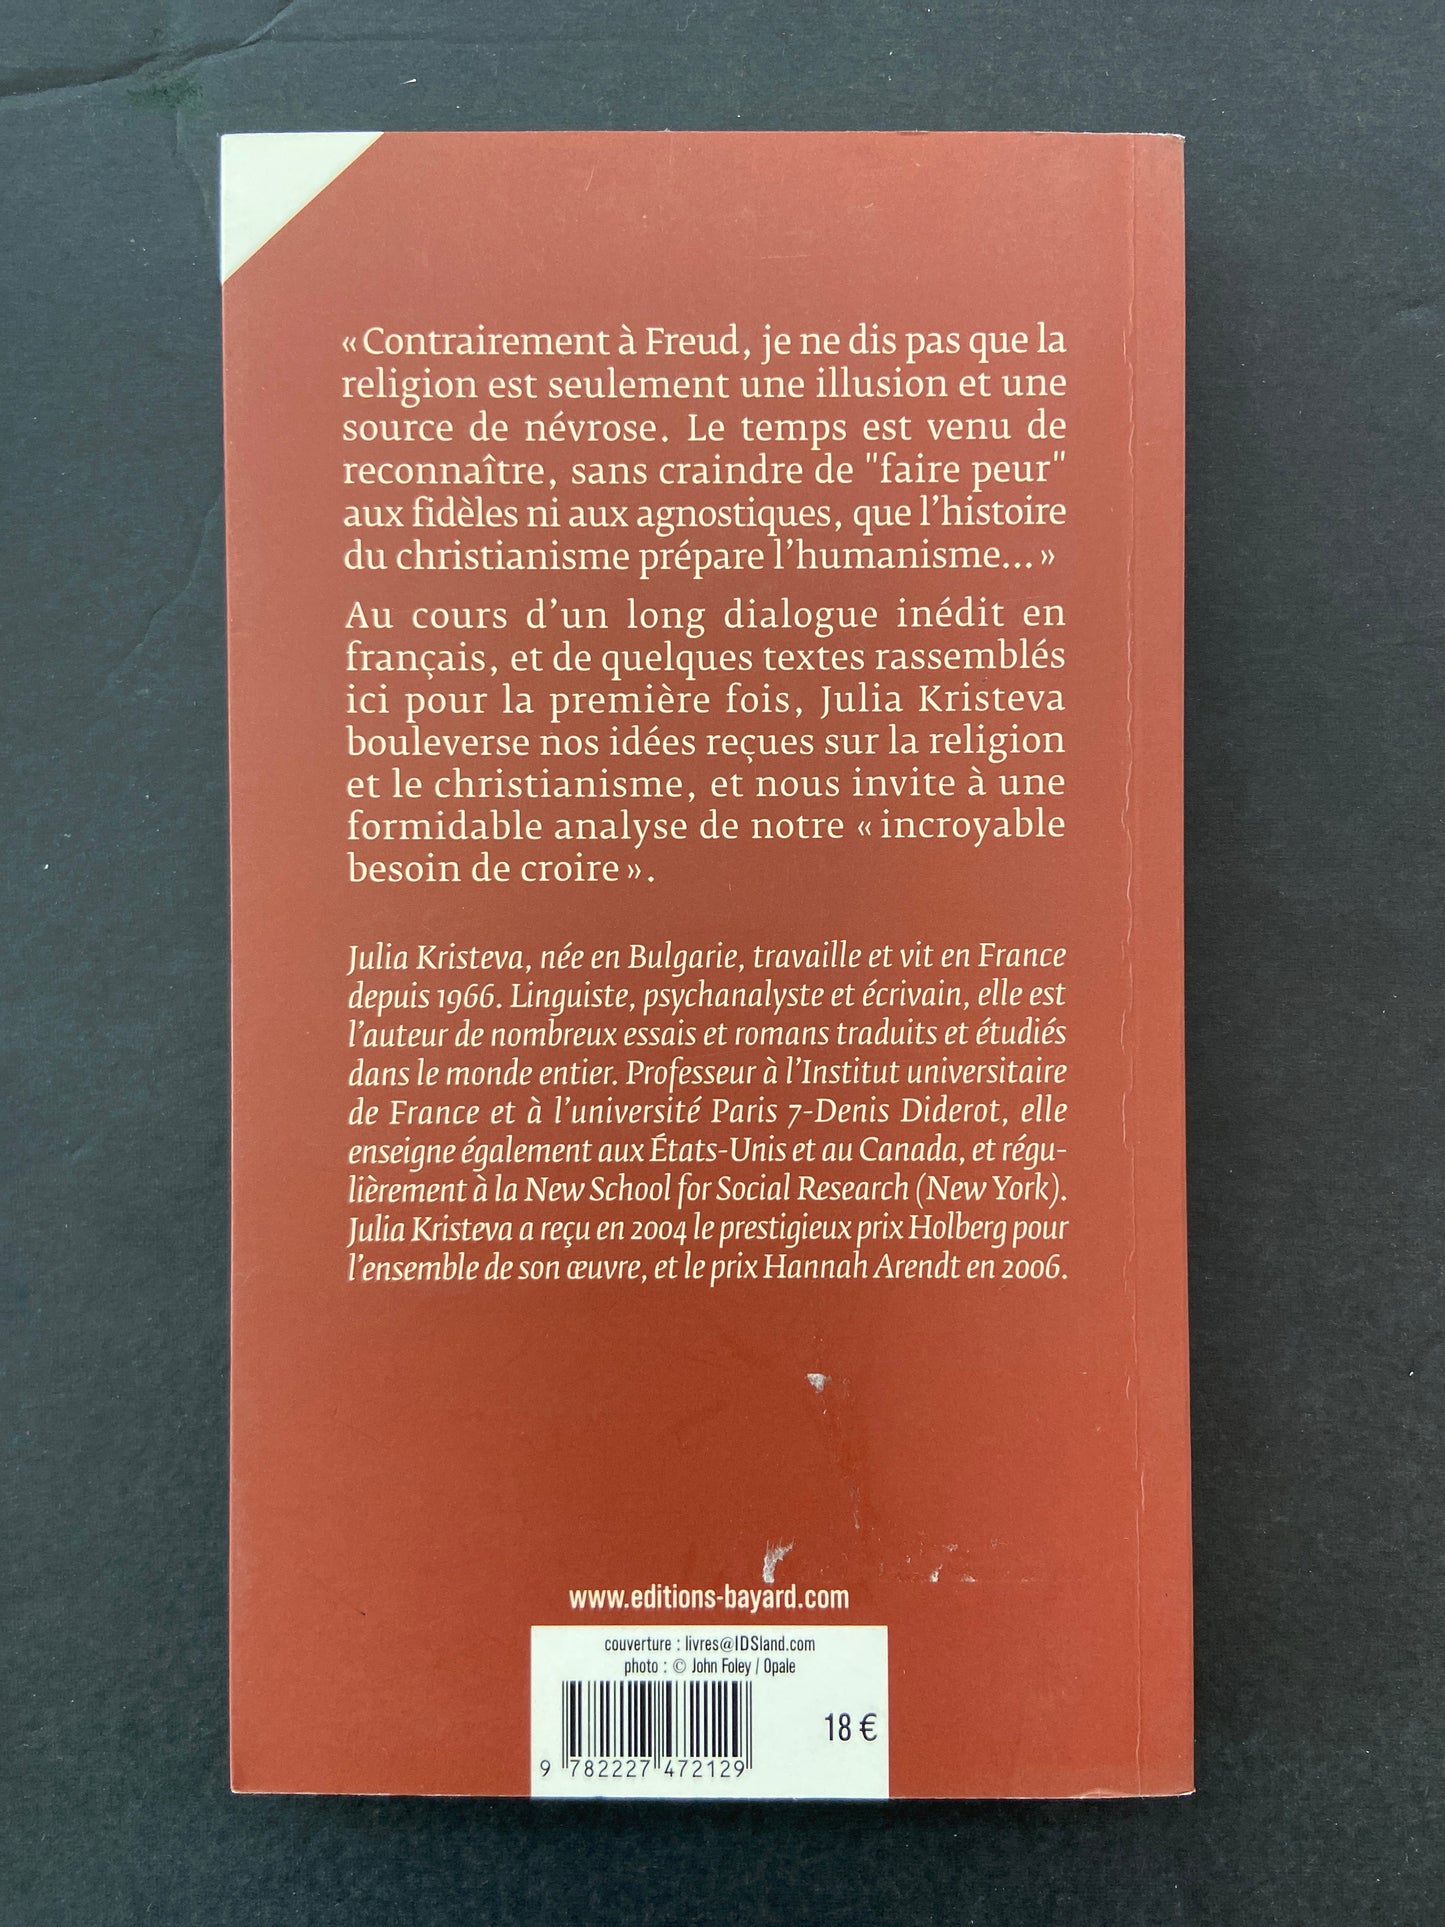 « Contrairement à Freud, je ne dis pas que la
religion est seulement une illusion et une
source de névrose. Le temps est venu de
reconnaître, sans craindre de "faire peur"
aux fidèles ni aux agnostiques, que l’histoire
du christianisme prépare l’humanisme... »
Au cours d’un long dialogue inédit en
français, et de quelques textes rassemblés
ici pour la première fois, Julia Kristeva
bouleverse nos idées reçues sur la religion
et le christianisme, et nous invite à une
formidable analyse de notre « incroyable
besoin de croire ».
Julia Kristeva, née en Bulgarie, travaille et vit en France
depuis 1966. Linguiste, psychanalyste et écrivain, elle est
l’auteur de nombreux essais et romans traduits et étudiés
dans le monde entier. Professeur à l’Institut universitaire
de France et à l’université Paris 7-Denis Diderot, elle
enseigne également aux États-Unis et au Canada, et régu-
lièrement à la New School for Social Research (New York).
Julia Kristeva a reçu en 2004 le prestigieux prix Holberg pour
l’ensemble de son œuvre, et le prix Hannah Arendt en 2006.
www.editions-bayard.com
couverture : livres@IDSland.com
photo : © John Foley / Opale
18 €
9 782227 472129